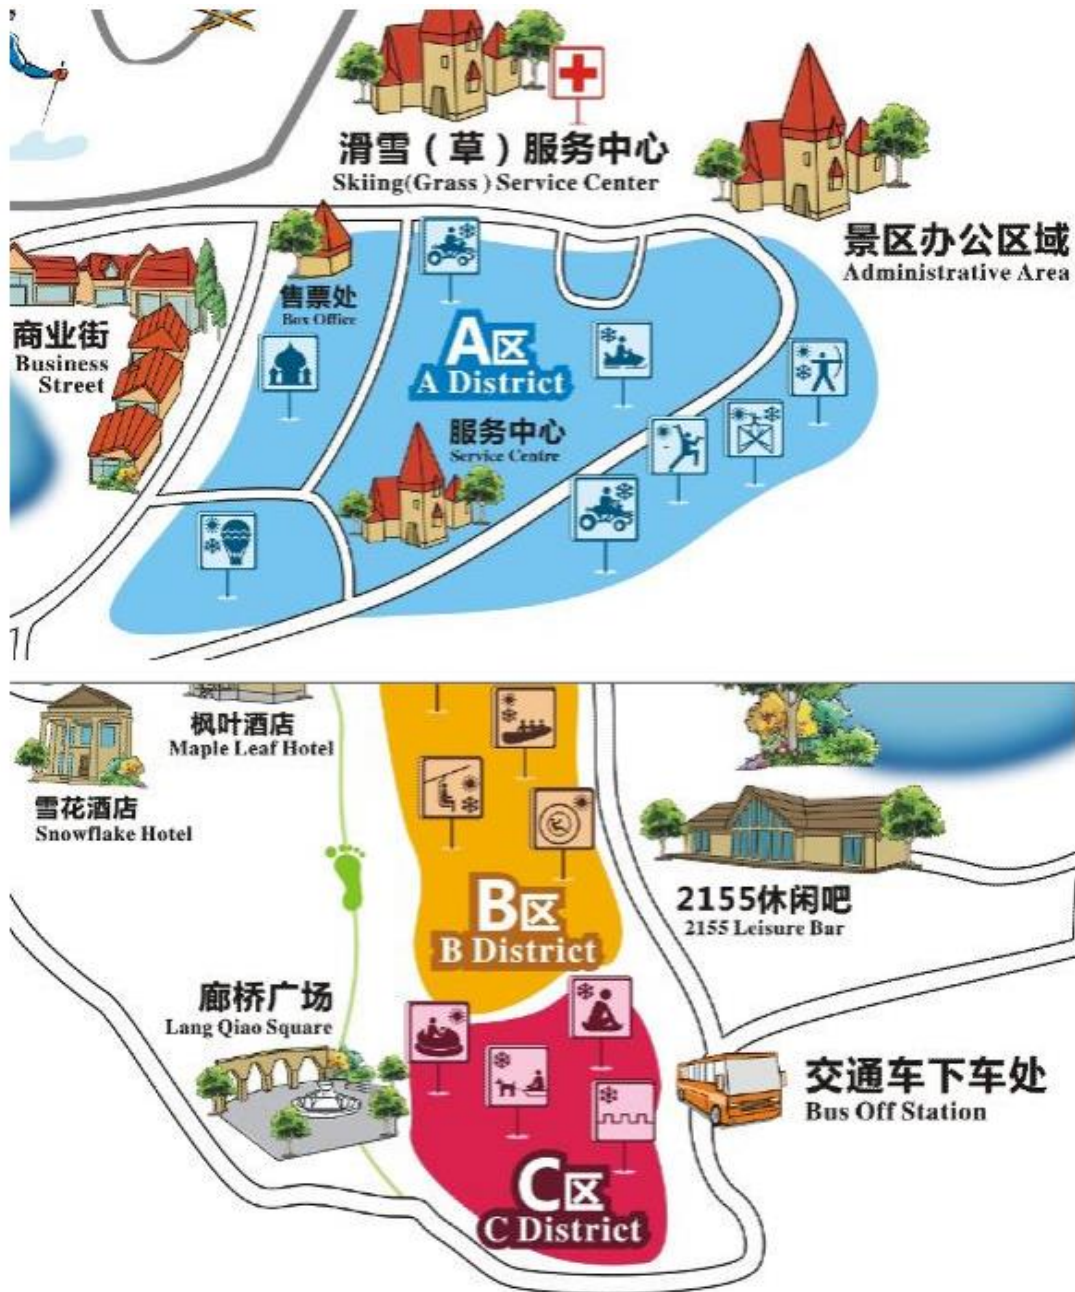 滑雪（草）服务中心
Skiing(Grass) Service Center
景区办公区域
Administrative Area
售票处
Box Office
商业街
Business
Street
A区
A District
服务中心
Service Centre
枫叶酒店
Maple Leaf Hotel
雪花酒店
Snowflake Hotel
2155休闲吧
2155 Leisure Bar
B区
B District
廊桥广场
Lang Qiao Square
交通车下车处
Bus Off Station
C区
C District